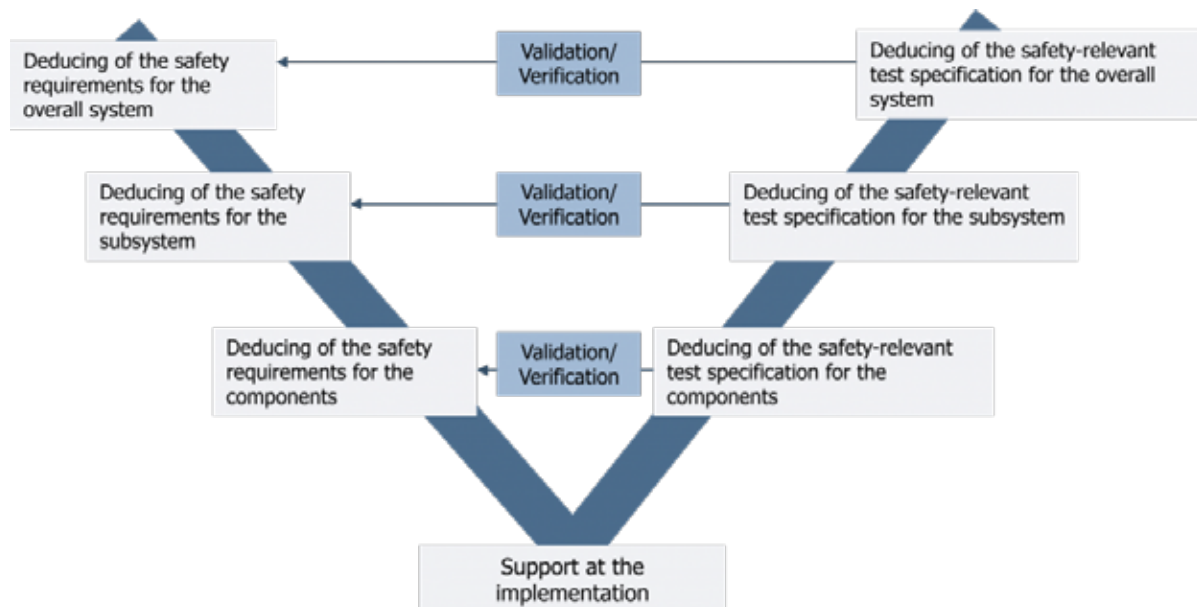 Deducing of the safety
requirements for the
overall system
Validation/
Verification
Deducing of the safety-relevant
test specification for the overall
system
Deducing of the safety
requirements for the
subsystem
Validation/
Verification
Deducing of the safety-relevant
test specification for the subsystem
Deducing of the safety
requirements for the
components
Validation/
Verification
Deducing of the safety-relevant
test specification for the
components
Support at the
implementation